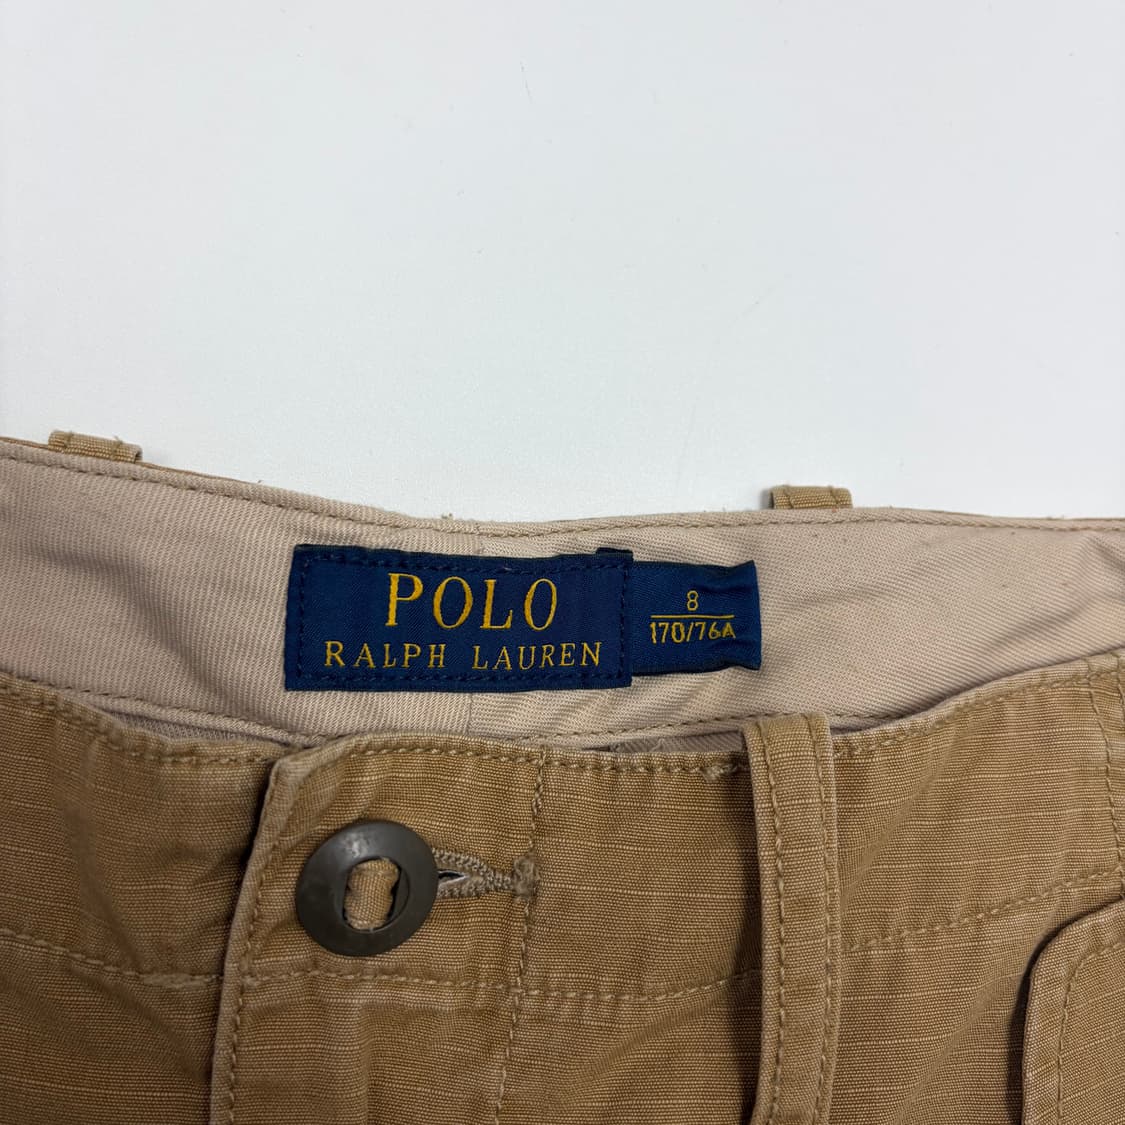 POLO
RALPH LAUREN
8
170/76A